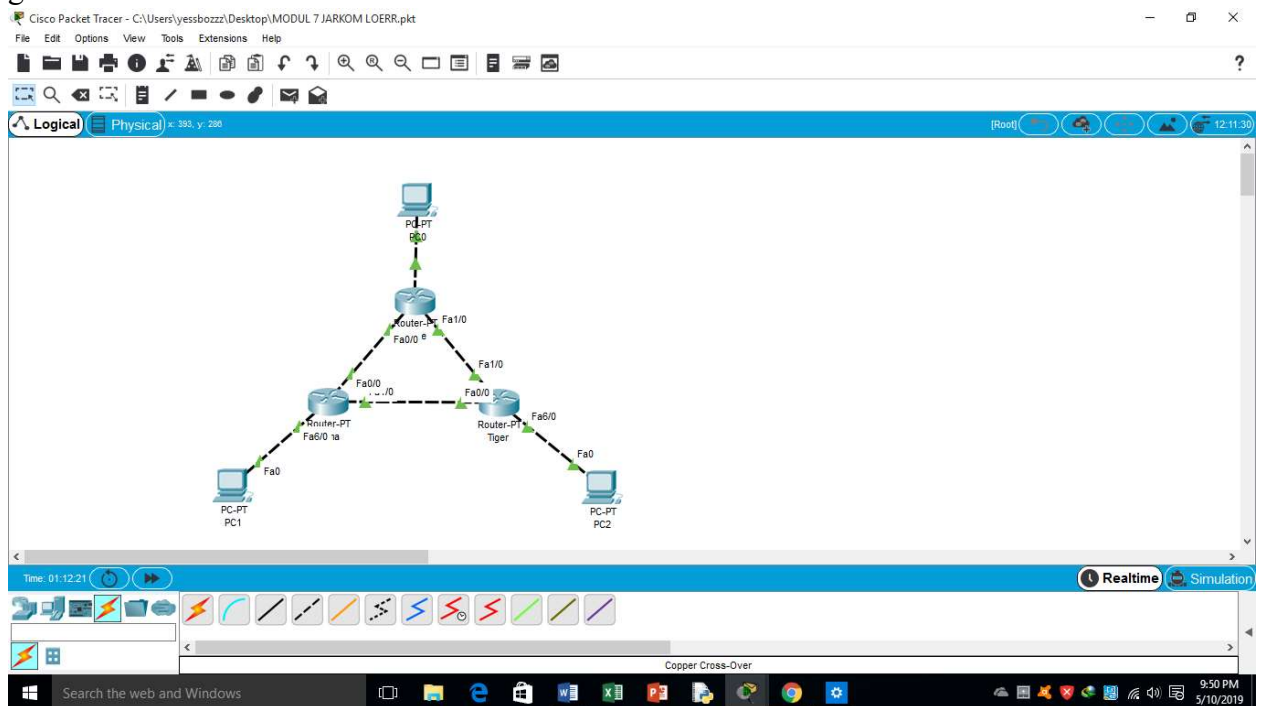 Cisco Packet Tracer - C:\Users\yessbozzz\Desktop\MODUL 7 JARKOM LOERR.pkt
File Edit Options View Tools Extensions Help
?
Logical Physical x: 393, y: 286 [Root] 12:11:30
PC-PT
PC0
Router-PT Fa1/0
Fa0/0 e
Fa1/0
Fa0/0
Fa0/0
Router-PT
Fa6/0 na
Fa6/0
Router-PT
Tiger
Fa0
Fa0
PC-PT
PC1
PC-PT
PC2
Time: 01:12:21 Realtime Simulation
Copper Cross-Over
Search the web and Windows
9:50 PM
5/10/2019